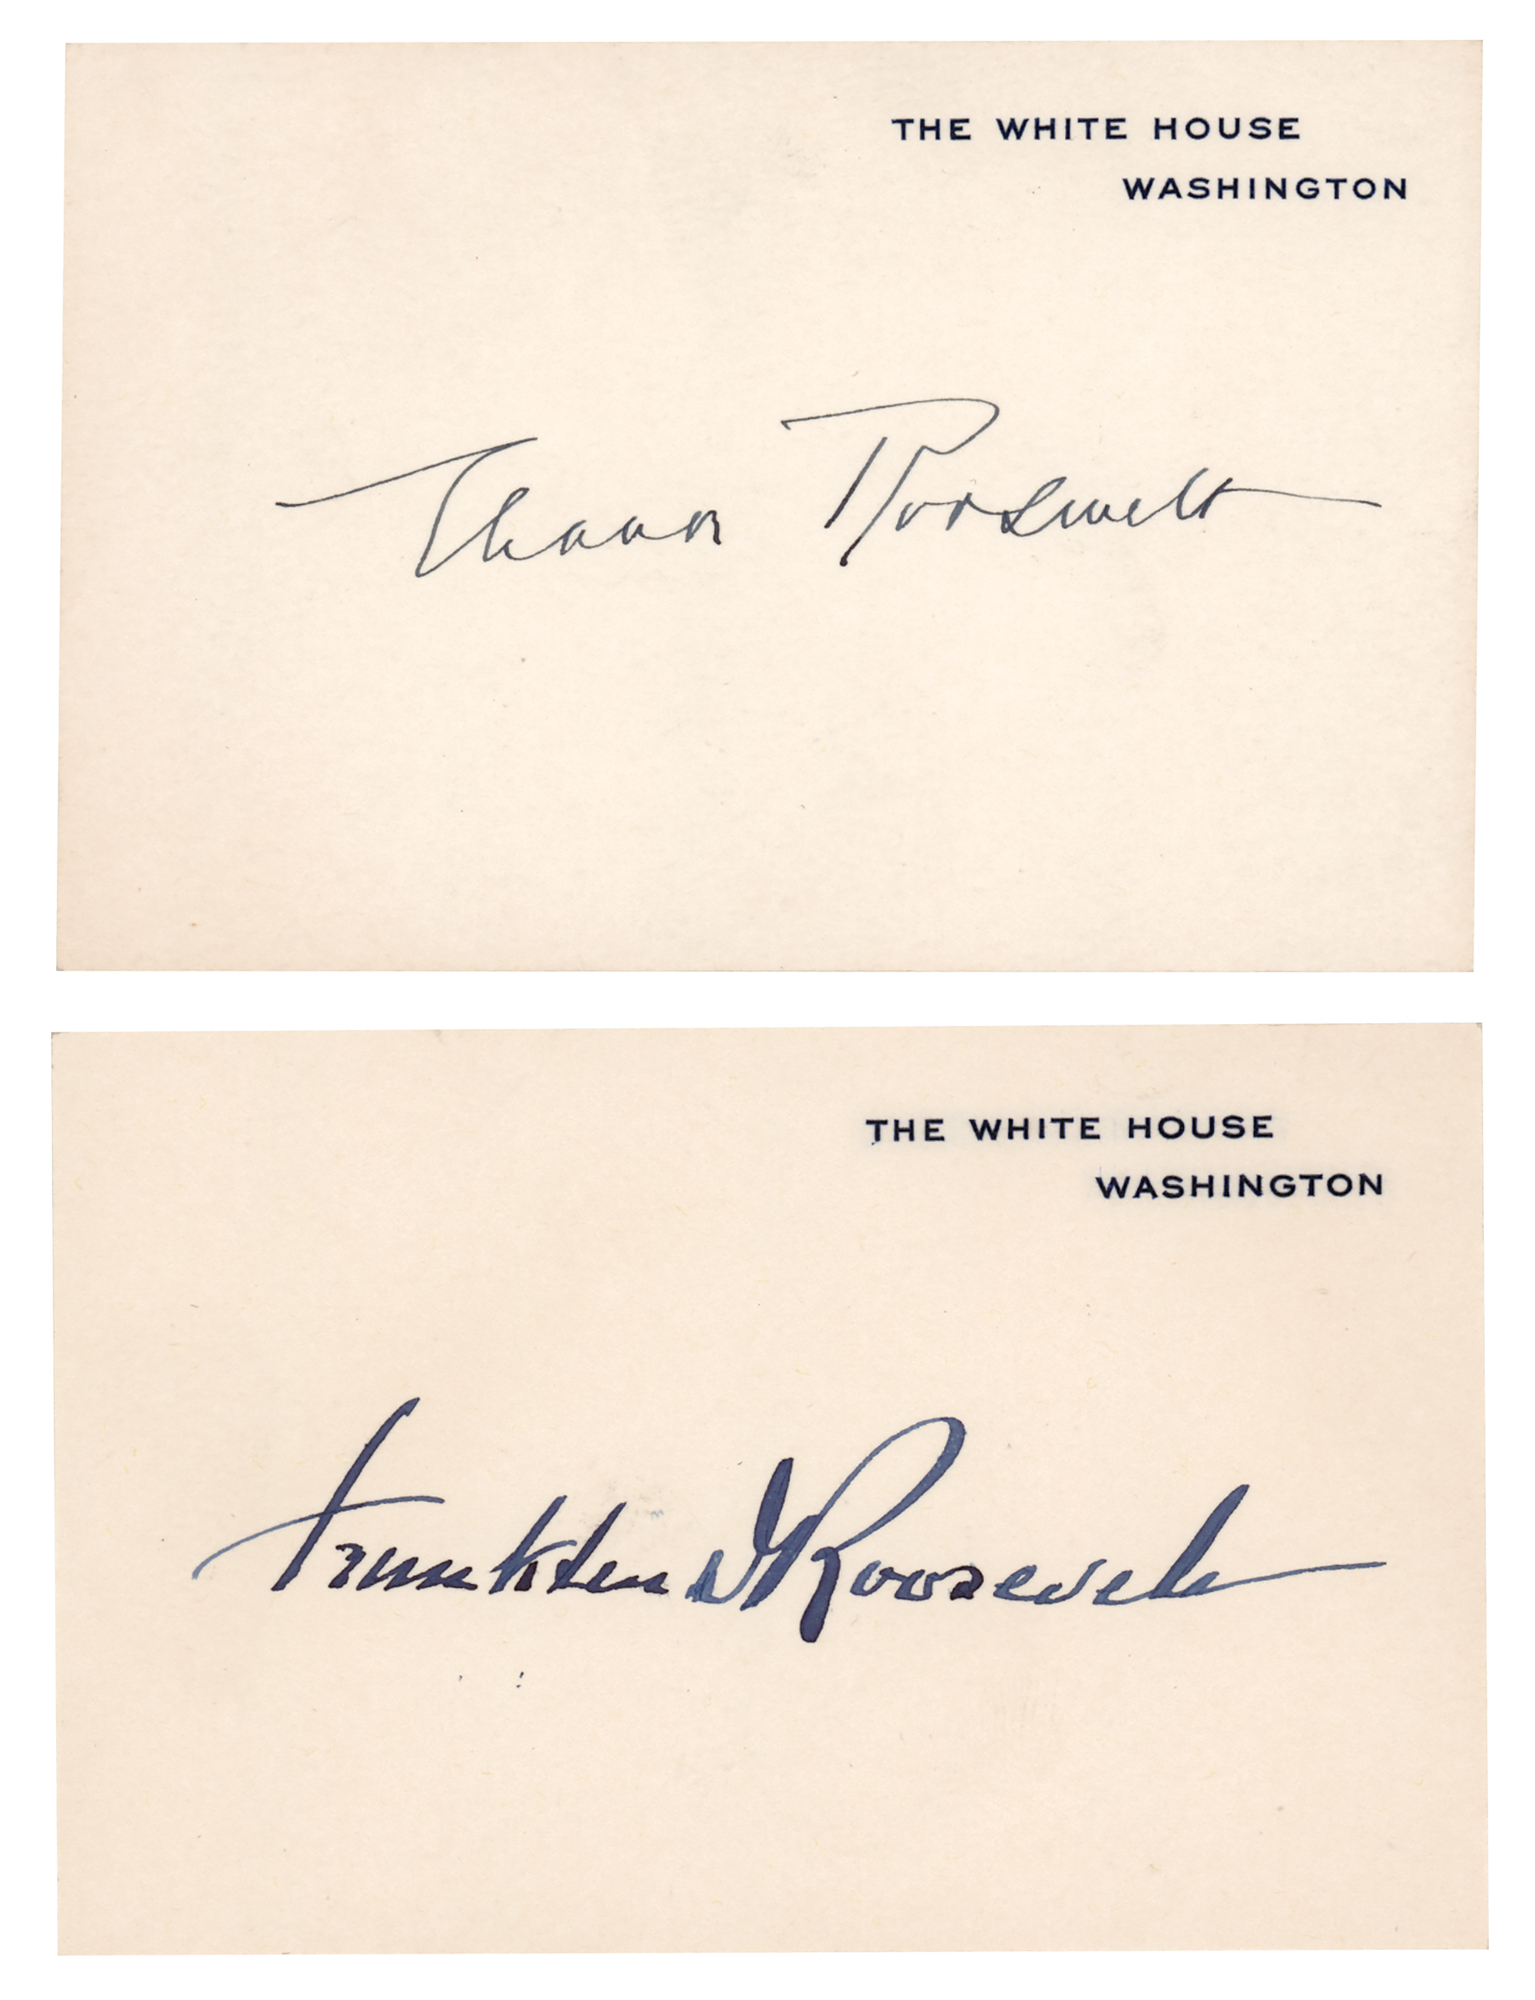 THE WHITE HOUSE
WASHINGTON
Eleanor Roosevelt
THE WHITE HOUSE
WASHINGTON
Franklin D Roosevelt